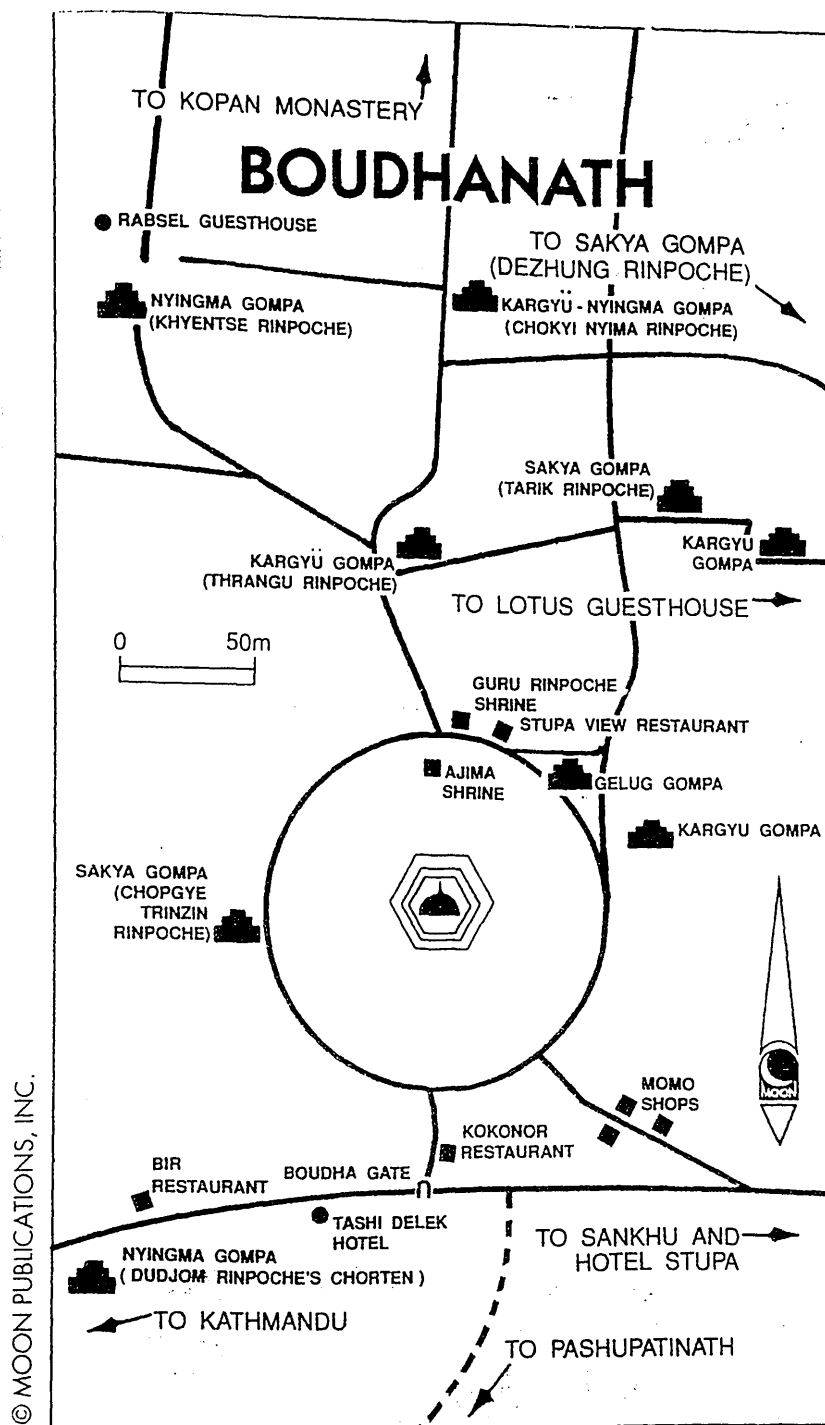 TO KOPAN MONASTERY
BOUDHANATH
RABSEL GUESTHOUSE
TO SAKYA GOMPA
(DEZHUNG RINPOCHE)
NYINGMA GOMPA
(KHYENTSE RINPOCHE)
KARGYÜ - NYINGMA GOMPA
(CHOKYI NYIMA RINPOCHE)
SAKYA GOMPA
(TARIK RINPOCHE)
KARGYÜ GOMPA
(THRANGU RINPOCHE)
KARGYU
GOMPA
TO LOTUS GUESTHOUSE
0 50m
GURU RINPOCHE
SHRINE
STUPA VIEW RESTAURANT
AJIMA
SHRINE
GELUG GOMPA
KARGYU GOMPA
SAKYA GOMPA
(CHOPGYE
TRINZIN
RINPOCHE)
MOON
MOMO
SHOPS
KOKONOR
RESTAURANT
BIR
RESTAURANT
BOUDHA GATE
TASHI DELEK
HOTEL
TO SANKHU AND
HOTEL STUPA
NYINGMA GOMPA
( DUDJOM RINPOCHE'S CHORTEN )
TO KATHMANDU
TO PASHUPATINATH
© MOON PUBLICATIONS, INC.